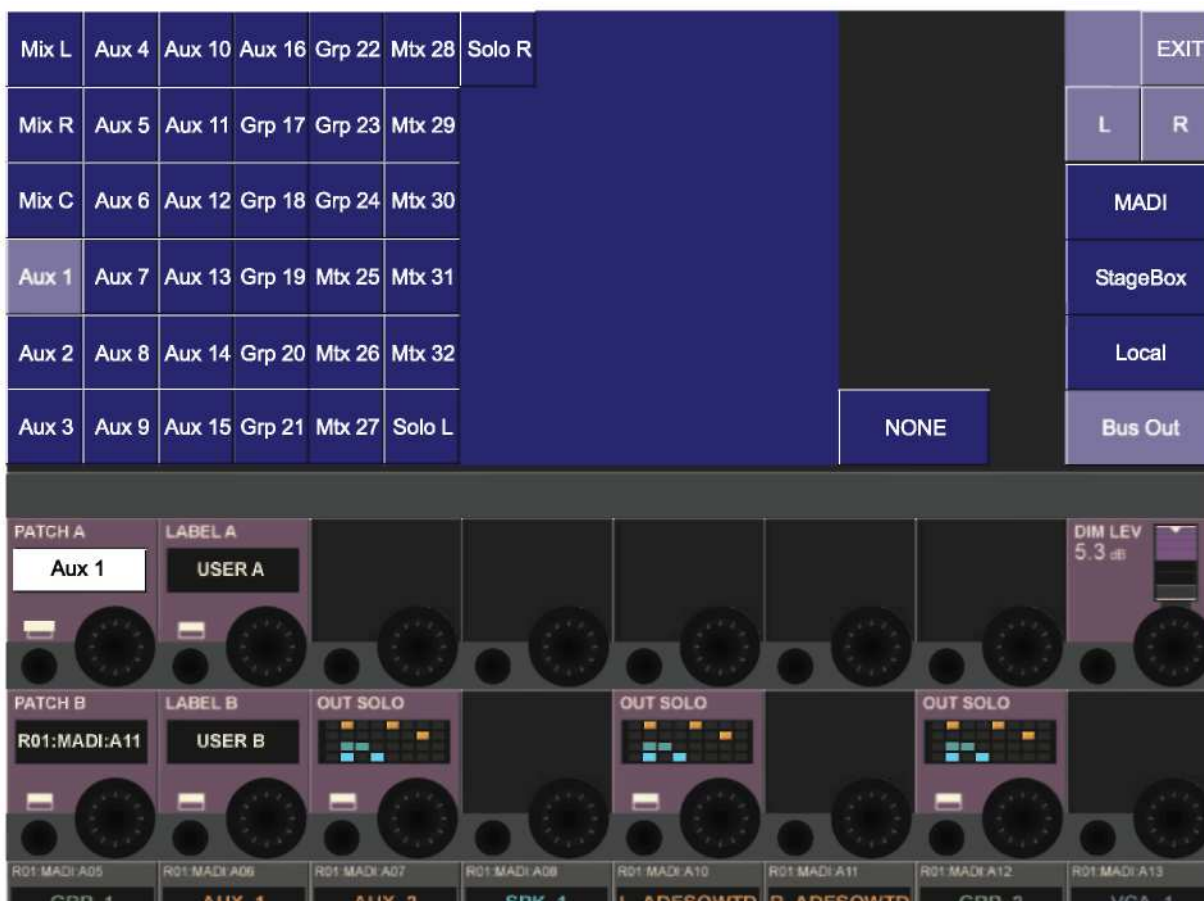 Mix L Aux 4 Aux 10 Aux 16 Grp 22 Mtx 28 Solo R EXIT
Mix R Aux 5 Aux 11 Grp 17 Grp 23 Mtx 29 L R
Mix C Aux 6 Aux 12 Grp 18 Grp 24 Mtx 30 MADI
Aux 1 Aux 7 Aux 13 Grp 19 Mtx 25 Mtx 31 StageBox
Aux 2 Aux 8 Aux 14 Grp 20 Mtx 26 Mtx 32 Local
Aux 3 Aux 9 Aux 15 Grp 21 Mtx 27 Solo L NONE Bus Out
PATCH A LABEL A DIM LEV
5.3 dB
Aux 1 USER A
PATCH B LABEL B OUT SOLO OUT SOLO OUT SOLO
R01:MADI:A11 USER B
R01:MADI:A05 R01:MADI:A06 R01:MADI:A07 R01:MADI:A08 R01:MADI:A10 R01:MADI:A11 R01:MADI:A12 R01:MADI:A13